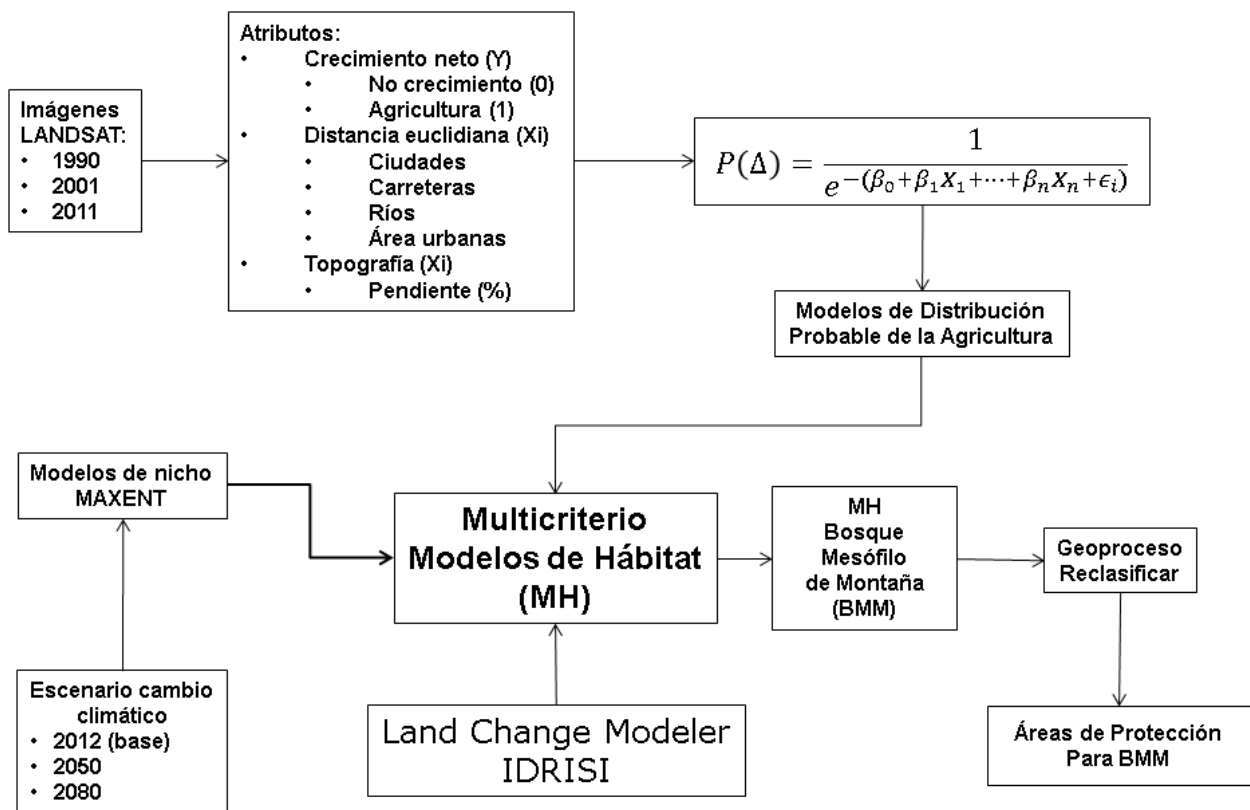 Imágenes
LANDSAT:
• 1990
• 2001
• 2011
Atributos:
• Crecimiento neto (Y)
• No crecimiento (0)
• Agricultura (1)
• Distancia euclidiana (Xi)
• Ciudades
• Carreteras
• Ríos
• Área urbanas
• Topografía (Xi)
• Pendiente (%)
P(Δ) = 1 / e^−(β₀+β₁X₁+⋯+βₙXₙ+ϵᵢ)
Modelos de Distribución
Probable de la Agricultura
Modelos de nicho
MAXENT
Escenario cambio
climático
• 2012 (base)
• 2050
• 2080
Multicriterio
Modelos de Hábitat
(MH)
Land Change Modeler
IDRISI
MH
Bosque
Mesófilo
de Montaña
(BMM)
Geoproceso
Reclasificar
Áreas de Protección
Para BMM